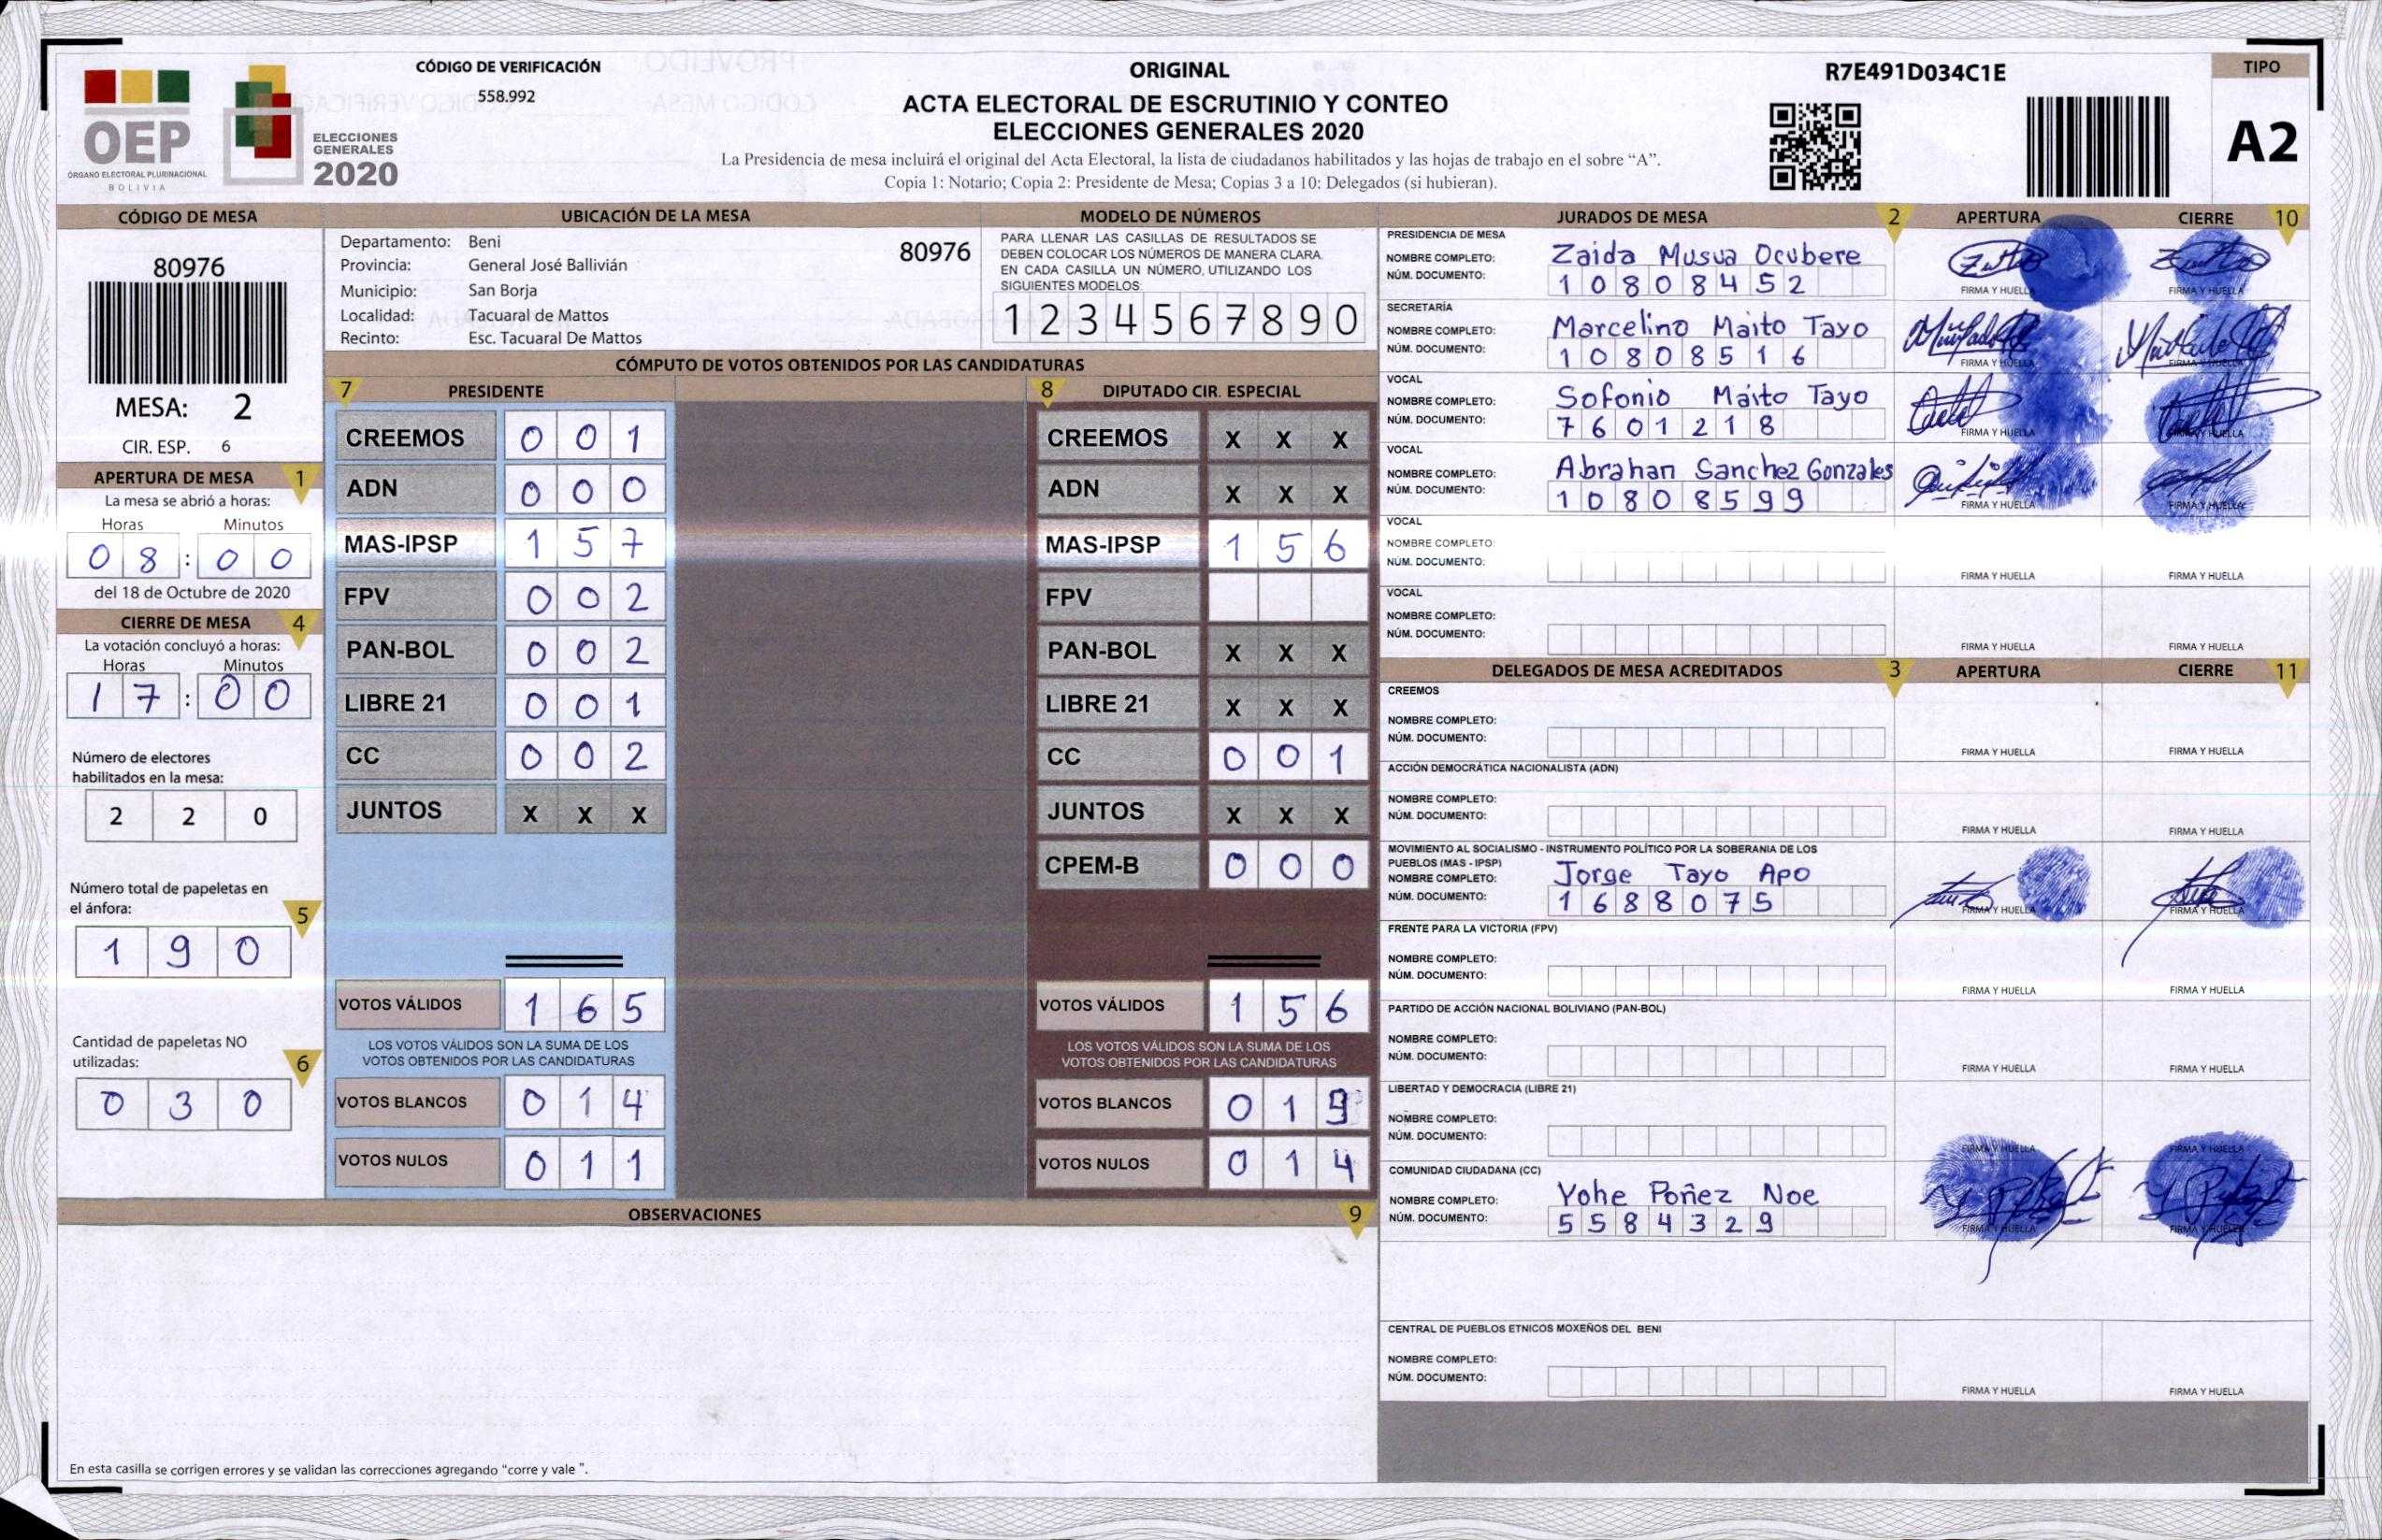 CÓDIGO DE VERIFICACIÓN
558.992
OEP
ÓRGANO ELECTORAL PLURINACIONAL
BOLIVIA
ELECCIONES
GENERALES
2020
ORIGINAL
ACTA ELECTORAL DE ESCRUTINIO Y CONTEO
ELECCIONES GENERALES 2020
La Presidencia de mesa incluirá el original del Acta Electoral, la lista de ciudadanos habilitados y las hojas de trabajo en el sobre “A”.
Copia 1: Notario; Copia 2: Presidente de Mesa; Copias 3 a 10: Delegados (si hubieran).
R7E491D034C1E
TIPO
A2
CÓDIGO DE MESA
80976
MESA: 2
CIR. ESP. 6
APERTURA DE MESA 1
La mesa se abrió a horas:
Horas Minutos
08:00
del 18 de Octubre de 2020
CIERRE DE MESA 4
La votación concluyó a horas:
Horas Minutos
17:00
Número de electores
habilitados en la mesa:
2 2 0
Número total de papeletas en
el ánfora: 5
1 9 0
Cantidad de papeletas NO
utilizadas: 6
0 3 0
UBICACIÓN DE LA MESA
Departamento: Beni 80976
Provincia: General José Ballivián
Municipio: San Borja
Localidad: Tacuaral de Mattos
Recinto: Esc. Tacuaral De Mattos
MODELO DE NÚMEROS
PARA LLENAR LAS CASILLAS DE RESULTADOS SE
DEBEN COLOCAR LOS NÚMEROS DE MANERA CLARA.
EN CADA CASILLA UN NÚMERO, UTILIZANDO LOS
SIGUIENTES MODELOS:
1 2 3 4 5 6 7 8 9 0
CÓMPUTO DE VOTOS OBTENIDOS POR LAS CANDIDATURAS
7 PRESIDENTE
CREEMOS 0 0 1
ADN 0 0 0
MAS-IPSP 1 5 7
FPV 0 0 2
PAN-BOL 0 0 2
LIBRE 21 0 0 1
CC 0 0 2
JUNTOS X X X
VOTOS VÁLIDOS 1 6 5
LOS VOTOS VÁLIDOS SON LA SUMA DE LOS
VOTOS OBTENIDOS POR LAS CANDIDATURAS
VOTOS BLANCOS 0 1 4
VOTOS NULOS 0 1 1
8 DIPUTADO CIR. ESPECIAL
CREEMOS X X X
ADN X X X
MAS-IPSP 1 5 6
FPV
PAN-BOL X X X
LIBRE 21 X X X
CC 0 0 1
JUNTOS X X X
CPEM-B 0 0 0
VOTOS VÁLIDOS 1 5 6
LOS VOTOS VÁLIDOS SON LA SUMA DE LOS
VOTOS OBTENIDOS POR LAS CANDIDATURAS
VOTOS BLANCOS 0 1 9
VOTOS NULOS 0 1 4
OBSERVACIONES 9
En esta casilla se corrigen errores y se validan las correcciones agregando “corre y vale ”.
JURADOS DE MESA 2 APERTURA CIERRE 10
PRESIDENCIA DE MESA
NOMBRE COMPLETO: Zaida Musua Ocubere
NÚM. DOCUMENTO: 10808452
FIRMA Y HUELLA FIRMA Y HUELLA
SECRETARÍA
NOMBRE COMPLETO: Marcelino Maito Tayo
NÚM. DOCUMENTO: 10808516
FIRMA Y HUELLA FIRMA Y HUELLA
VOCAL
NOMBRE COMPLETO: Sofonio Maito Tayo
NÚM. DOCUMENTO: 7601218
FIRMA Y HUELLA FIRMA Y HUELLA
VOCAL
NOMBRE COMPLETO: Abrahan Sanchez Gonzales
NÚM. DOCUMENTO: 10808599
FIRMA Y HUELLA FIRMA Y HUELLA
VOCAL
NOMBRE COMPLETO:
NÚM. DOCUMENTO:
FIRMA Y HUELLA FIRMA Y HUELLA
VOCAL
NOMBRE COMPLETO:
NÚM. DOCUMENTO:
FIRMA Y HUELLA FIRMA Y HUELLA
DELEGADOS DE MESA ACREDITADOS 3 APERTURA CIERRE 11
CREEMOS
NOMBRE COMPLETO:
NÚM. DOCUMENTO:
FIRMA Y HUELLA FIRMA Y HUELLA
ACCIÓN DEMOCRÁTICA NACIONALISTA (ADN)
NOMBRE COMPLETO:
NÚM. DOCUMENTO:
FIRMA Y HUELLA FIRMA Y HUELLA
MOVIMIENTO AL SOCIALISMO - INSTRUMENTO POLÍTICO POR LA SOBERANIA DE LOS
PUEBLOS (MAS - IPSP)
NOMBRE COMPLETO: Jorge Tayo Apo
NÚM. DOCUMENTO: 1688075
FIRMA Y HUELLA FIRMA Y HUELLA
FRENTE PARA LA VICTORIA (FPV)
NOMBRE COMPLETO:
NÚM. DOCUMENTO:
FIRMA Y HUELLA FIRMA Y HUELLA
PARTIDO DE ACCIÓN NACIONAL BOLIVIANO (PAN-BOL)
NOMBRE COMPLETO:
NÚM. DOCUMENTO:
FIRMA Y HUELLA FIRMA Y HUELLA
LIBERTAD Y DEMOCRACIA (LIBRE 21)
NOMBRE COMPLETO:
NÚM. DOCUMENTO:
FIRMA Y HUELLA FIRMA Y HUELLA
COMUNIDAD CIUDADANA (CC)
NOMBRE COMPLETO: Yohe Poñez Noe
NÚM. DOCUMENTO: 5584329
FIRMA Y HUELLA FIRMA Y HUELLA
CENTRAL DE PUEBLOS ETNICOS MOXEÑOS DEL BENI
NOMBRE COMPLETO:
NÚM. DOCUMENTO:
FIRMA Y HUELLA FIRMA Y HUELLA